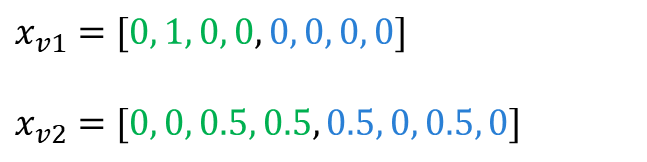 x_{v1} = [0, 1, 0, 0, 0, 0, 0, 0]
x_{v2} = [0, 0, 0.5, 0.5, 0.5, 0, 0.5, 0]